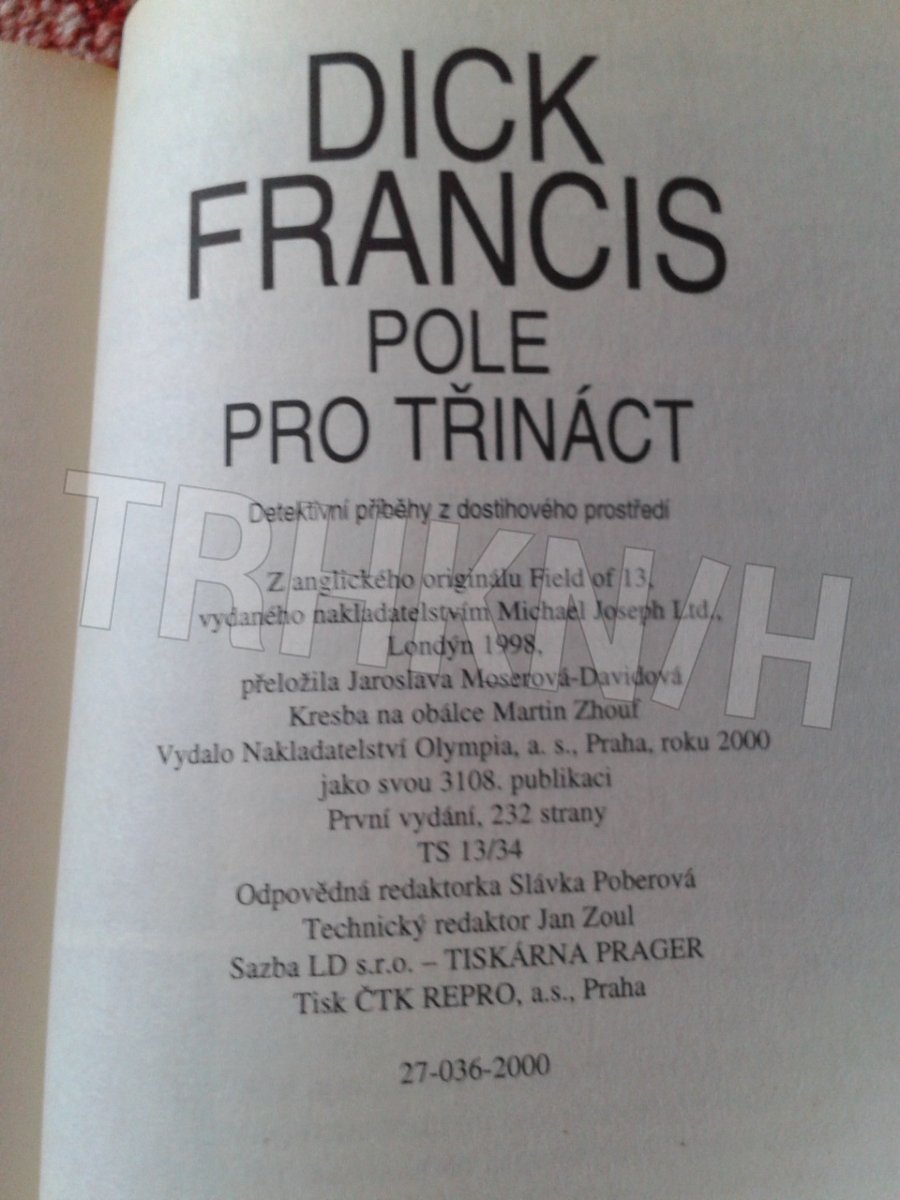 DICK
FRANCIS
POLE
PRO TŘINÁCT
Detektivní příběhy z dostihového prostředí
Z anglického originálu Field of 13,
vydaného nakladatelstvím Michael Joseph Ltd.,
Londýn 1998,
přeložila Jaroslava Moserová-Davidová
Kresba na obálce Martin Zhouf
Vydalo Nakladatelství Olympia, a. s., Praha, roku 2000
jako svou 3108. publikaci
První vydání, 232 strany
TS 13/34
Odpovědná redaktorka Slávka Poberová
Technický redaktor Jan Zoul
Sazba LD s.r.o. – TISKÁRNA PRAGER
Tisk ČTK REPRO, a.s., Praha
27-036-2000
TRHKNIH